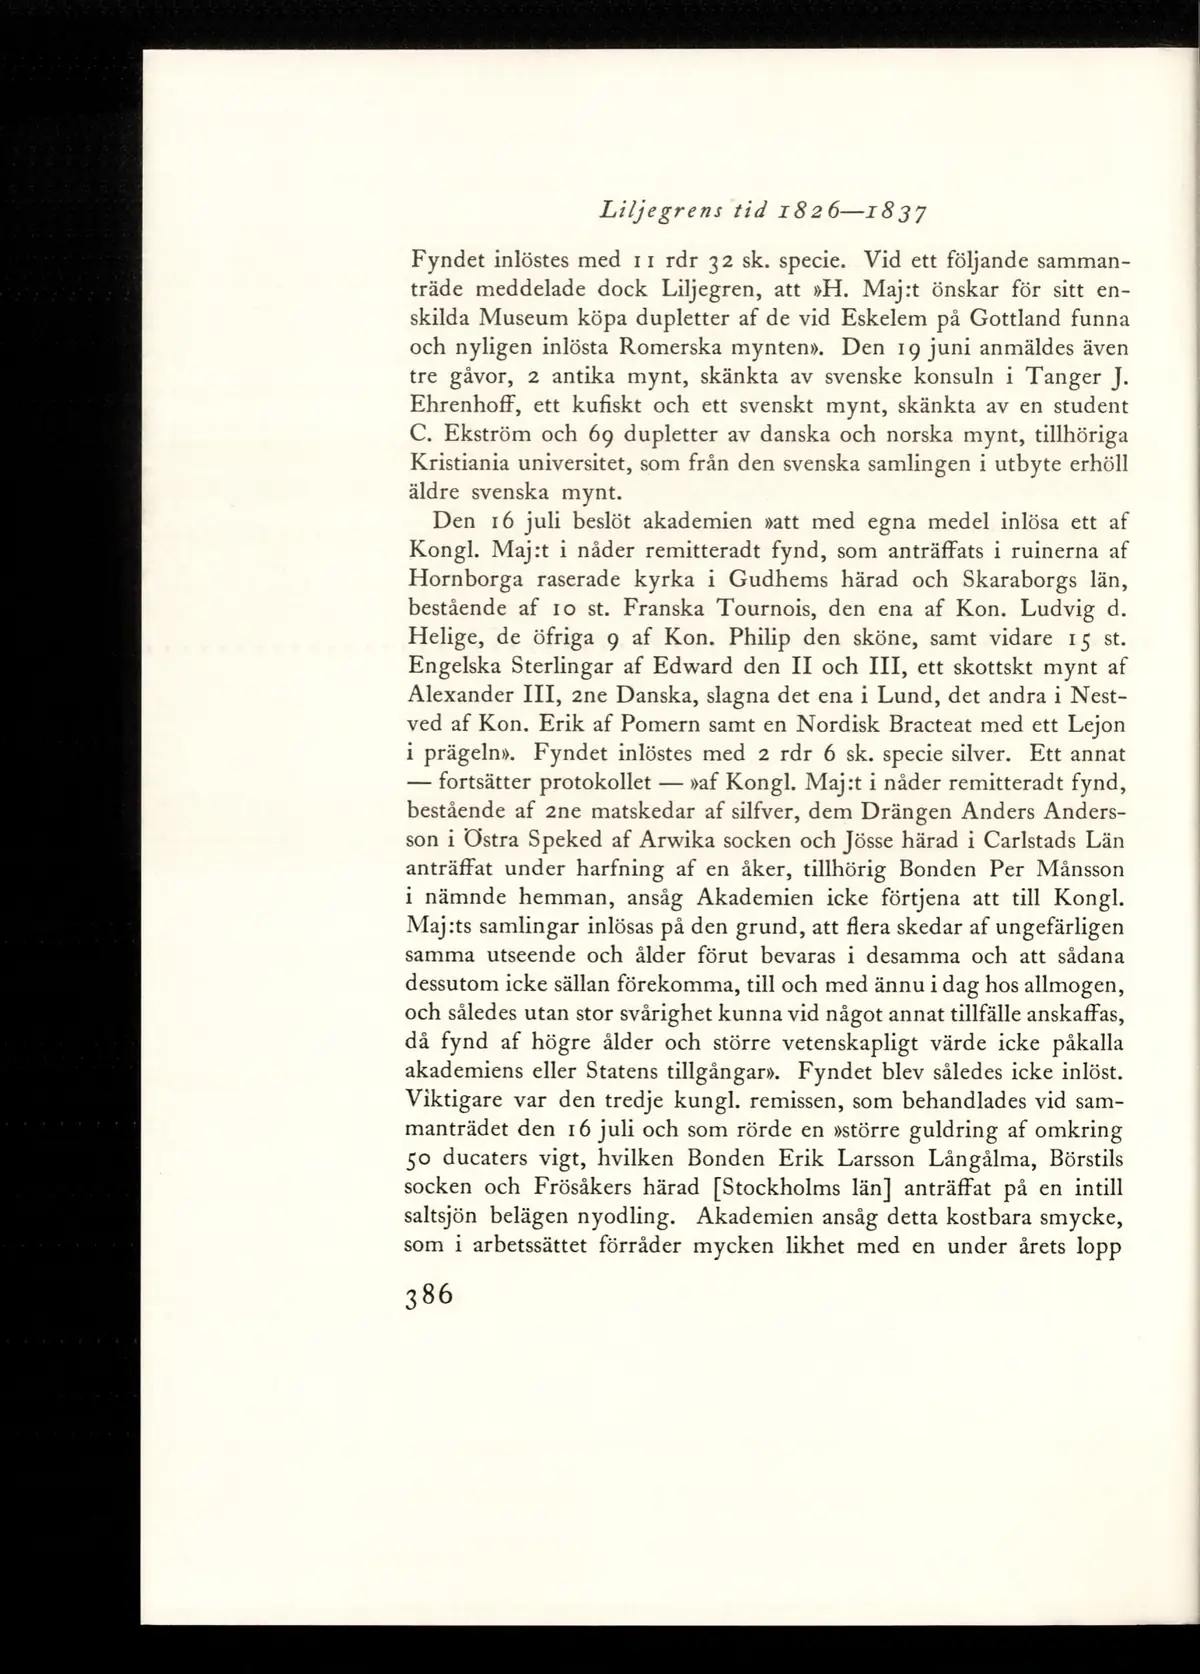 Liljegrens tid 1826—1837
Fyndet inlöstes med 11 rdr 32 sk. specie. Vid ett följande samman-
träde meddelade dock Liljegren, att »H. Maj:t önskar för sitt en-
skilda Museum köpa dupletter af de vid Eskelem på Gottland funna
och nyligen inlösta Romerska mynten». Den 19 juni anmäldes även
tre gåvor, 2 antika mynt, skänkta av svenske konsuln i Tanger J.
Ehrenhoff, ett kufiskt och ett svenskt mynt, skänkta av en student
C. Ekström och 69 dupletter av danska och norska mynt, tillhöriga
Kristiania universitet, som från den svenska samlingen i utbyte erhöll
äldre svenska mynt.
Den 16 juli beslöt akademien »att med egna medel inlösa ett af
Kongl. Maj:t i nåder remitteradt fynd, som anträffats i ruinerna af
Hornborga raserade kyrka i Gudhems härad och Skaraborgs län,
bestående af 10 st. Franska Tournois, den ena af Kon. Ludvig d.
Helige, de öfriga 9 af Kon. Philip den sköne, samt vidare 15 st.
Engelska Sterlingar af Edward den II och III, ett skottskt mynt af
Alexander III, 2ne Danska, slagna det ena i Lund, det andra i Nest-
ved af Kon. Erik af Pomern samt en Nordisk Bracteat med ett Lejon
i prägeln». Fyndet inlöstes med 2 rdr 6 sk. specie silver. Ett annat
— fortsätter protokollet — »af Kongl. Maj:t i nåder remitteradt fynd,
bestående af 2ne matskedar af silfver, dem Drängen Anders Anders-
son i Östra Speked af Arwika socken och Jösse härad i Carlstads Län
anträffat under harfning af en åker, tillhörig Bonden Per Månsson
i nämnde hemman, ansåg Akademien icke förtjena att till Kongl.
Maj:ts samlingar inlösas på den grund, att flera skedar af ungefärligen
samma utseende och ålder förut bevaras i desamma och att sådana
dessutom icke sällan förekomma, till och med ännu i dag hos allmogen,
och således utan stor svårighet kunna vid något annat tillfälle anskaffas,
då fynd af högre ålder och större vetenskapligt värde icke påkalla
akademiens eller Statens tillgångar». Fyndet blev således icke inlöst.
Viktigare var den tredje kungl. remissen, som behandlades vid sam-
manträdet den 16 juli och som rörde en »större guldring af omkring
50 ducaters vigt, hvilken Bonden Erik Larsson Långålma, Börstils
socken och Frösåkers härad [Stockholms län] anträffat på en intill
saltsjön belägen nyodling. Akademien ansåg detta kostbara smycke,
som i arbetssättet förråder mycken likhet med en under årets lopp
386